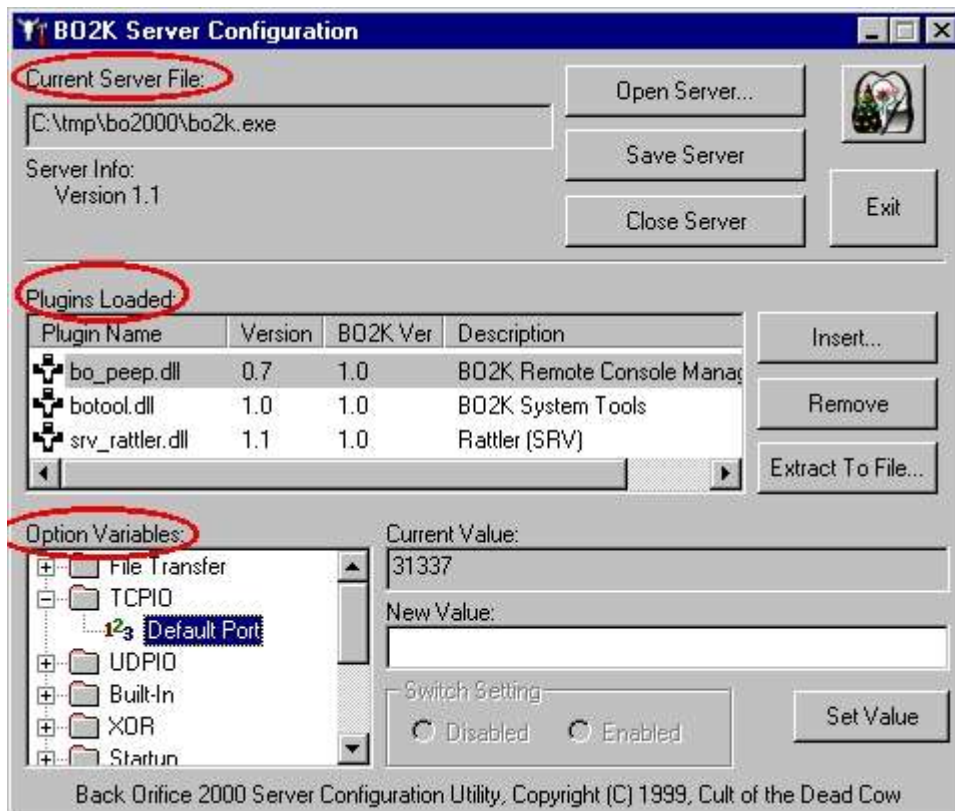 BO2K Server Configuration
Current Server File:
Open Server...
C:\tmp\bo2000\bo2k.exe
Save Server
Server Info:
Version 1.1
Close Server
Exit
Plugins Loaded:
Plugin Name Version BO2K Ver Description
Insert...
bo_peep.dll 0.7 1.0 BO2K Remote Console Manag
botool.dll 1.0 1.0 BO2K System Tools
Remove
srv_rattler.dll 1.1 1.0 Rattler (SRV)
Extract To File...
Option Variables:
Current Value:
File Transfer
31337
TCPIO
Default Port
New Value:
UDPIO
Built-In
Switch Setting
XOR
Disabled Enabled
Set Value
Startup
Back Orifice 2000 Server Configuration Utility, Copyright (C) 1999, Cult of the Dead Cow